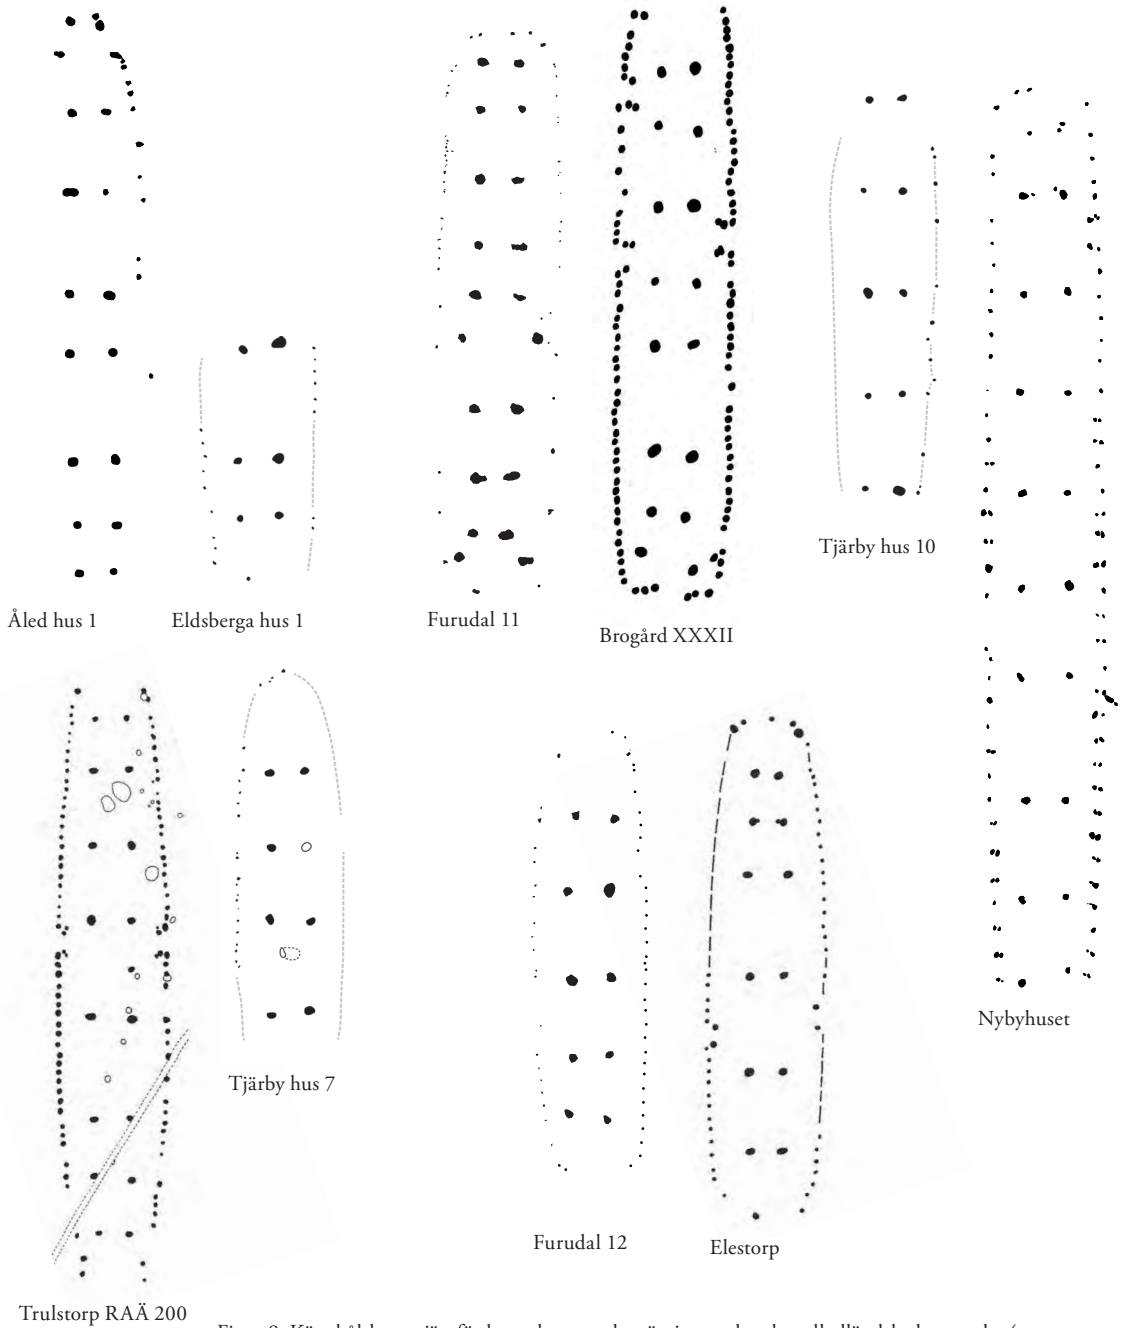 Tjärby hus 10
Åled hus 1
Eldsberga hus 1
Furudal 11
Brogård XXXII
Nybyhuset
Tjärby hus 7
Furudal 12
Elestorp
Trulstorp RAÄ 200